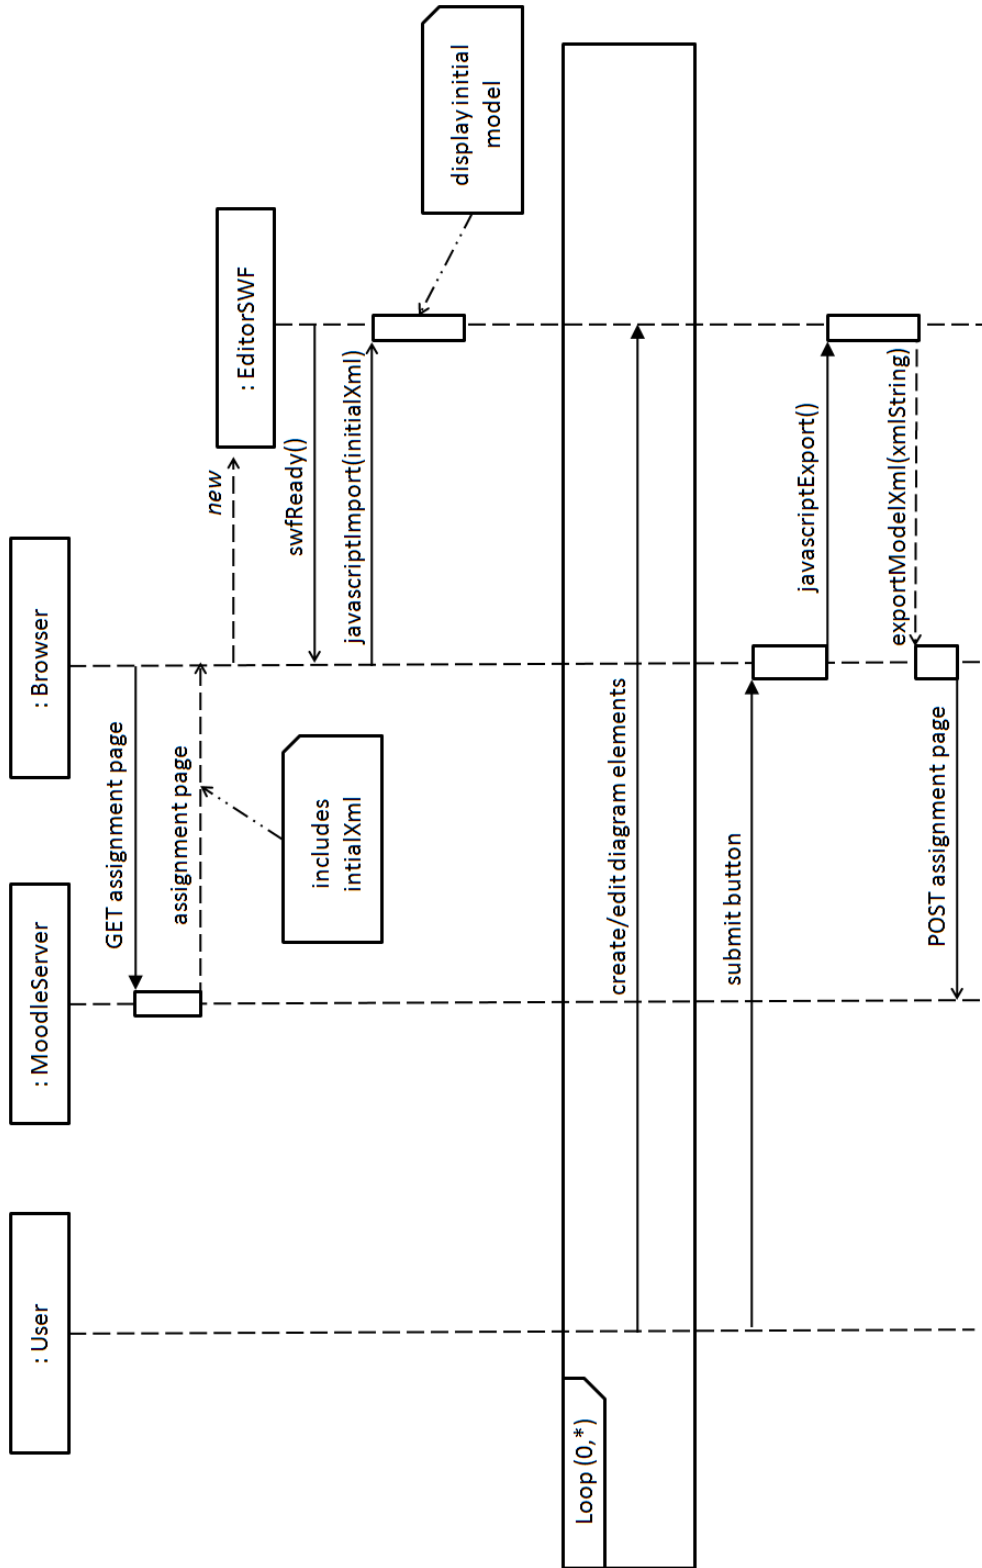 : User
: MoodleServer
: Browser
GET assignment page
assignment page
new
: EditorSWF
includes
intialXml
swfReady()
javascriptImport(initialXml)
display initial
model
Loop (0,*)
create/edit diagram elements
submit button
javascriptExport()
exportModelXml(xmlString)
POST assignment page